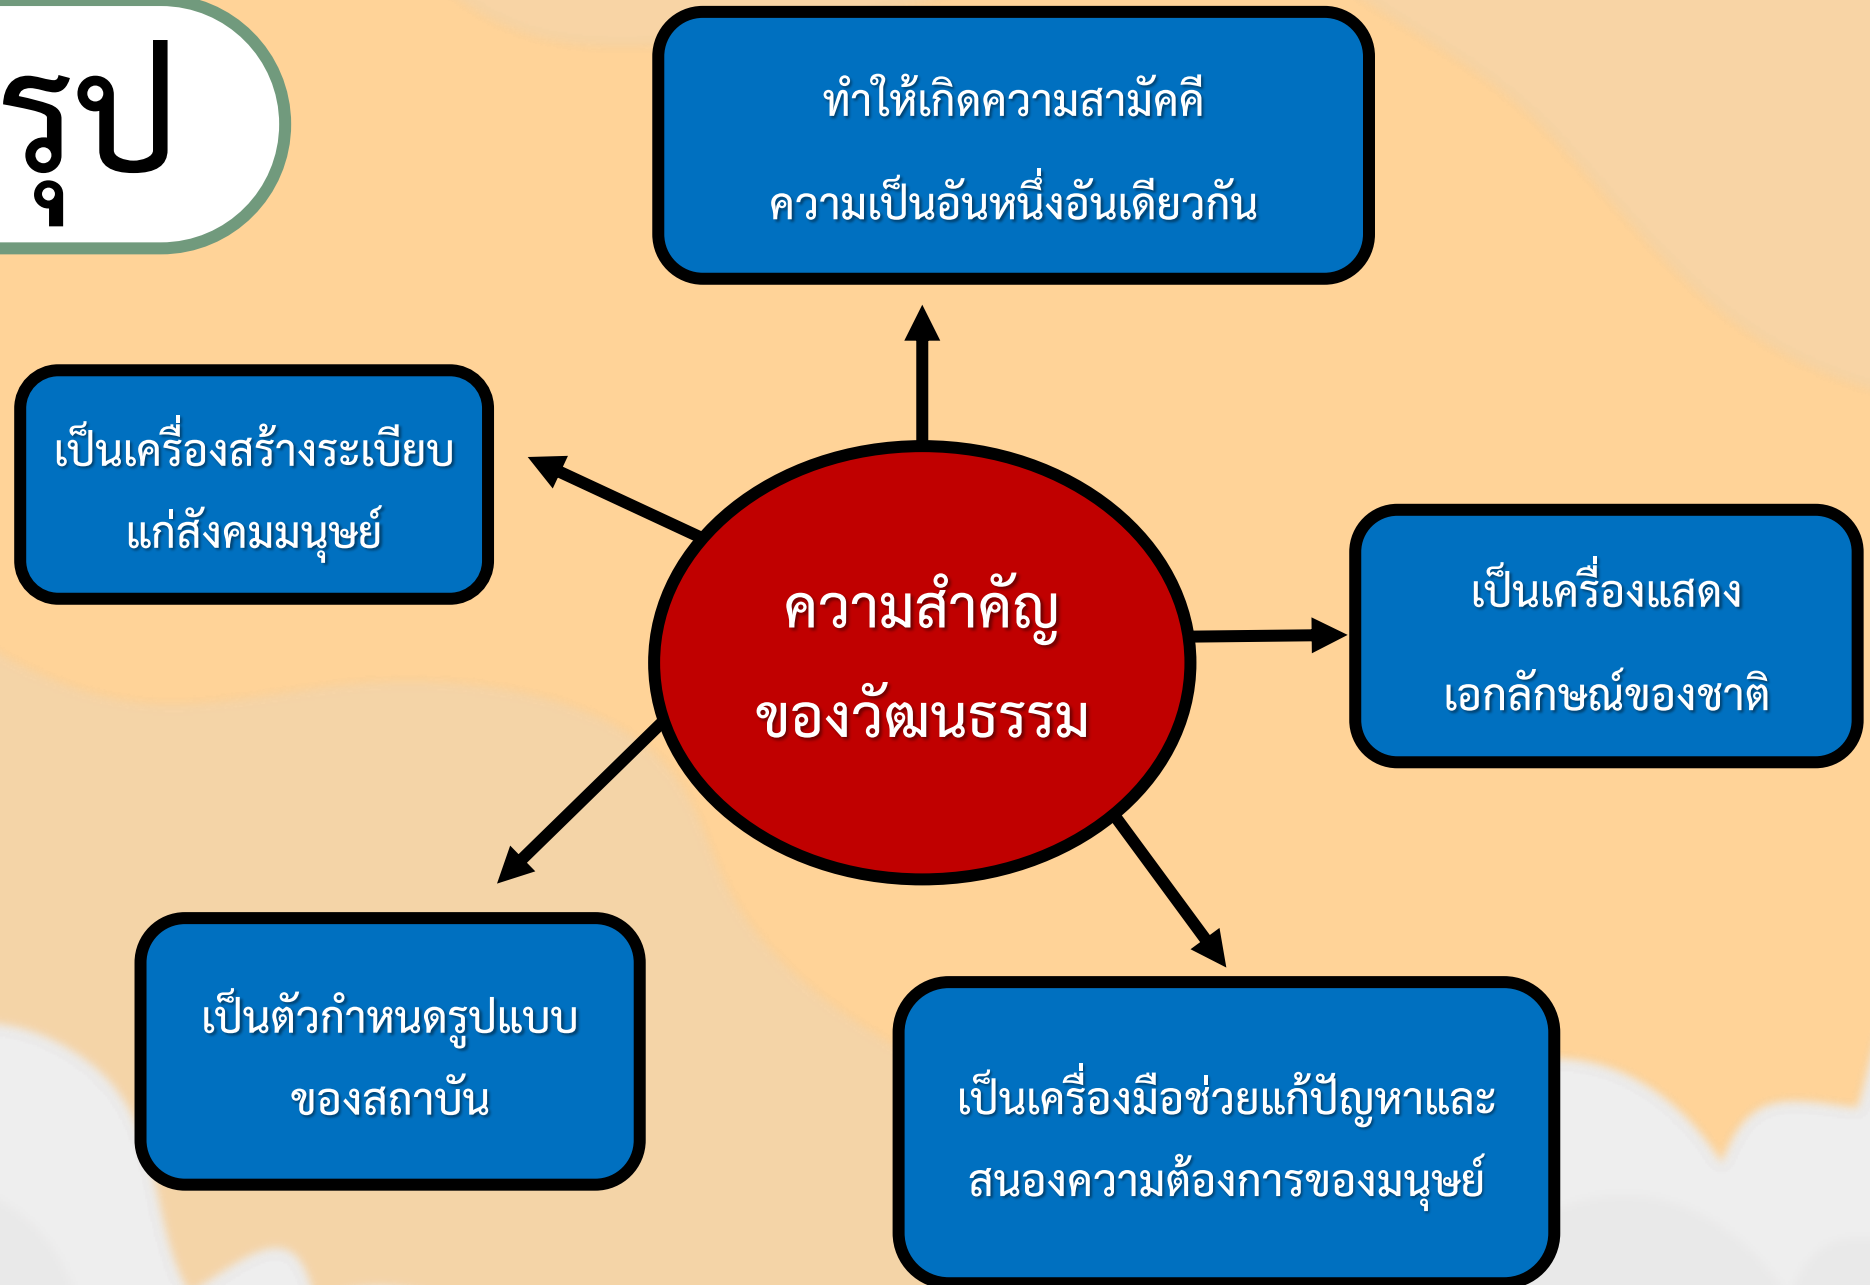 รุป
ทำให้เกิดความสามัคคี
ความเป็นอันหนึ่งอันเดียวกัน
เป็นเครื่องสร้างระเบียบ
แก่สังคมมนุษย์
ความสำคัญ
ของวัฒนธรรม
เป็นเครื่องแสดง
เอกลักษณ์ของชาติ
เป็นตัวกำหนดรูปแบบ
ของสถาบัน
เป็นเครื่องมือช่วยแก้ปัญหาและ
สนองความต้องการของมนุษย์